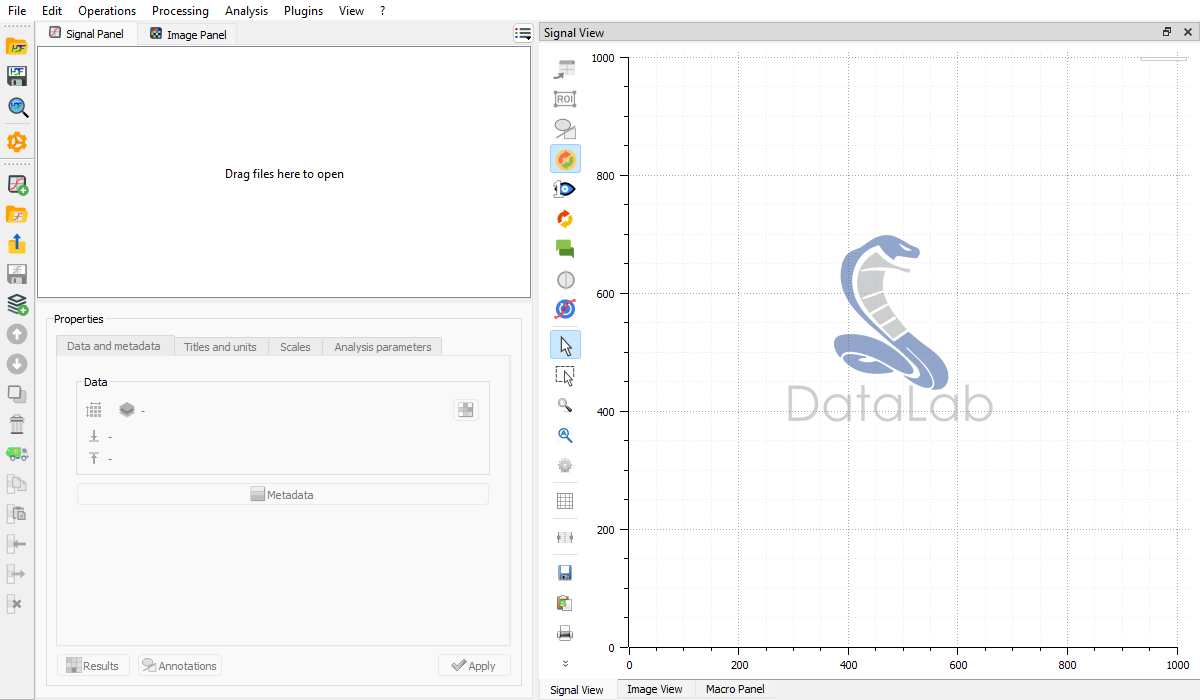 File Edit Operations Processing Analysis Plugins View ?
Signal Panel Image Panel
Drag files here to open
Properties
Data and metadata Titles and units Scales Analysis parameters
Data
-
-
-
Metadata
Results Annotations Apply
Signal View
ROI
1000
800
600
400
200
0
DataLab
0 200 400 600 800 1000
Signal View Image View Macro Panel